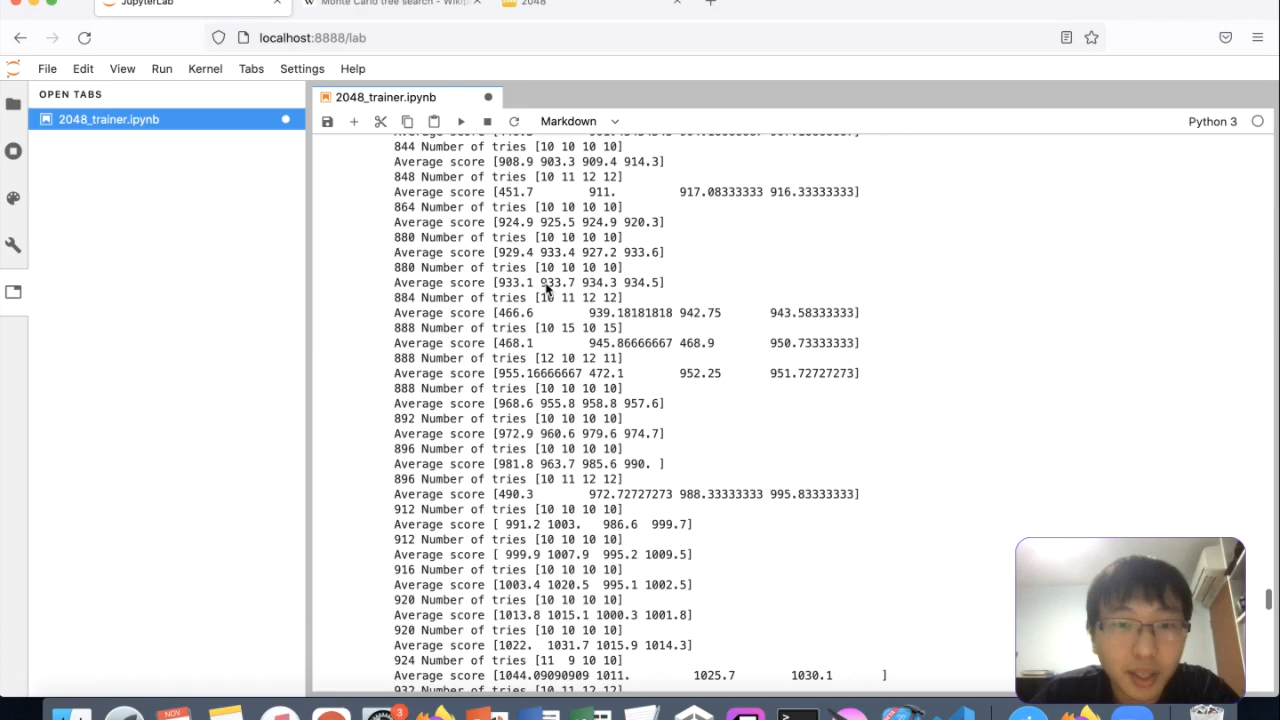 JupyterLab
Monte Carlo tree search - Wikip
2048
localhost:8888/lab
File Edit View Run Kernel Tabs Settings Help
OPEN TABS
2048_trainer.ipynb
2048_trainer.ipynb
Markdown
Python 3
844 Number of tries [10 10 10 10]
Average score [908.9 903.3 909.4 914.3]
848 Number of tries [10 11 12 12]
Average score [451.7 911. 917.08333333 916.33333333]
864 Number of tries [10 10 10 10]
Average score [924.9 925.5 924.9 920.3]
880 Number of tries [10 10 10 10]
Average score [929.4 933.4 927.2 933.6]
880 Number of tries [10 10 10 10]
Average score [933.1 933.7 934.3 934.5]
884 Number of tries [10 11 12 12]
Average score [466.6 939.18181818 942.75 943.58333333]
888 Number of tries [10 15 10 15]
Average score [468.1 945.86666667 468.9 950.73333333]
888 Number of tries [12 10 12 11]
Average score [955.16666667 472.1 952.25 951.72727273]
888 Number of tries [10 10 10 10]
Average score [968.6 955.8 958.8 957.6]
892 Number of tries [10 10 10 10]
Average score [972.9 960.6 979.6 974.7]
896 Number of tries [10 10 10 10]
Average score [981.8 963.7 985.6 990. ]
896 Number of tries [10 11 12 12]
Average score [490.3 972.72727273 988.33333333 995.83333333]
912 Number of tries [10 10 10 10]
Average score [ 991.2 1003. 986.6 999.7]
912 Number of tries [10 10 10 10]
Average score [ 999.9 1007.9 995.2 1009.5]
916 Number of tries [10 10 10 10]
Average score [1003.4 1020.5 995.1 1002.5]
920 Number of tries [10 10 10 10]
Average score [1013.8 1015.1 1000.3 1001.8]
920 Number of tries [10 10 10 10]
Average score [1022. 1031.7 1015.9 1014.3]
924 Number of tries [11 9 10 10]
Average score [1044.09090909 1011. 1025.7 1030.1 ]
932 Number of tries [10 11 12 12]
NOV
3